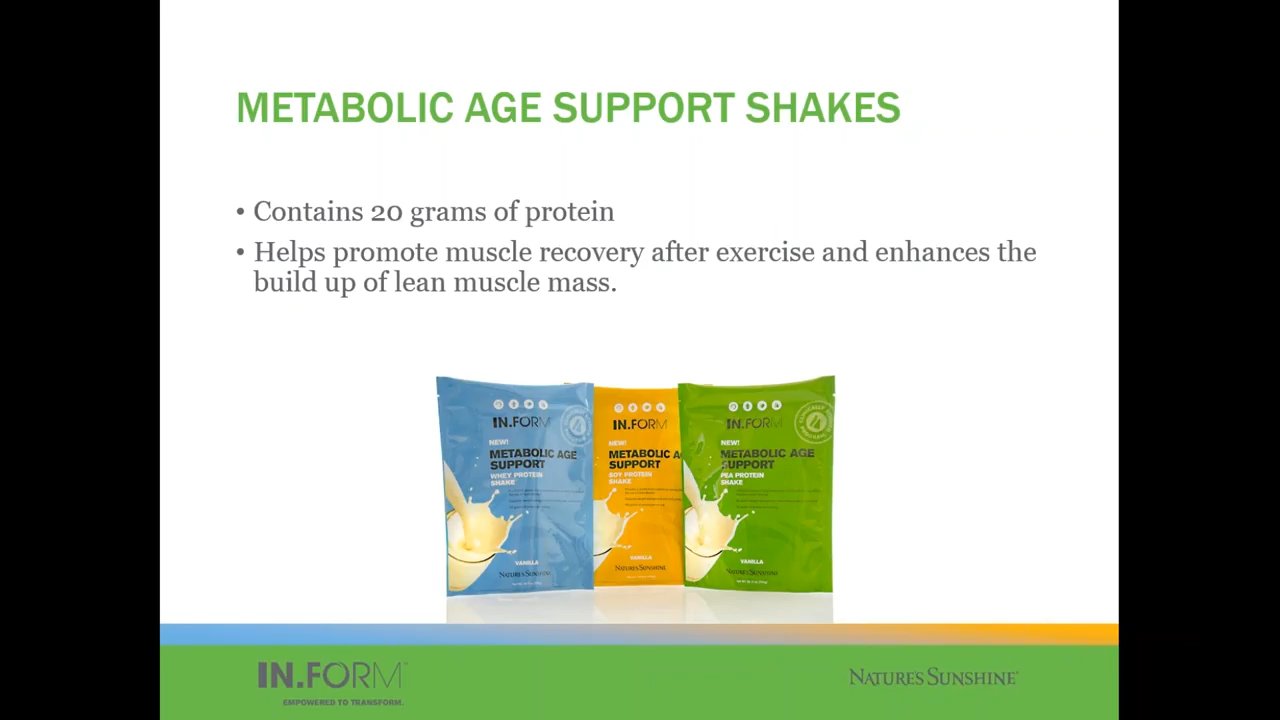 METABOLIC AGE SUPPORT SHAKES
• Contains 20 grams of protein
• Helps promote muscle recovery after exercise and enhances the
build up of lean muscle mass.
IN.FORM
NEW!
METABOLIC AGE
SUPPORT
WHEY PROTEIN
SHAKE
VANILLA
NATURE'S SUNSHINE
IN.FORM
NEW!
METABOLIC A
SUPPORT
SOY PROTEIN
SHAKE
VANILLA
NATURE'S SUNSHINE
IN.FORM
NEW!
METABOLIC AGE
SUPPORT
PEA PROTEIN
SHAKE
VANILLA
NATURE'S SUNSHINE
IN.FORM
EMPOWERED TO TRANSFORM.
NATURE'S SUNSHINE